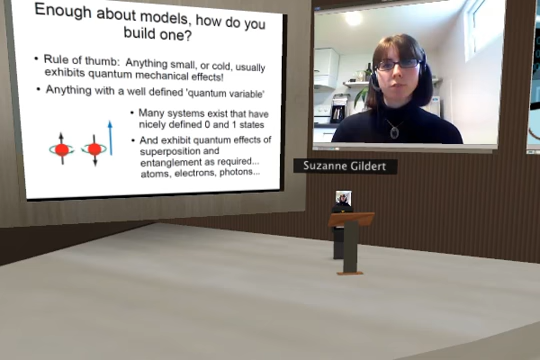 Enough about models, how do you
build one?
• Rule of thumb: Anything small, or cold, usually
exhibits quantum mechanical effects!
• Anything with a well defined 'quantum variable'
• Many systems exist that have
nicely defined 0 and 1 states
• And exhibit quantum effects of
superposition and
entanglement as required...
atoms, electrons, photons...
Suzanne Gildert